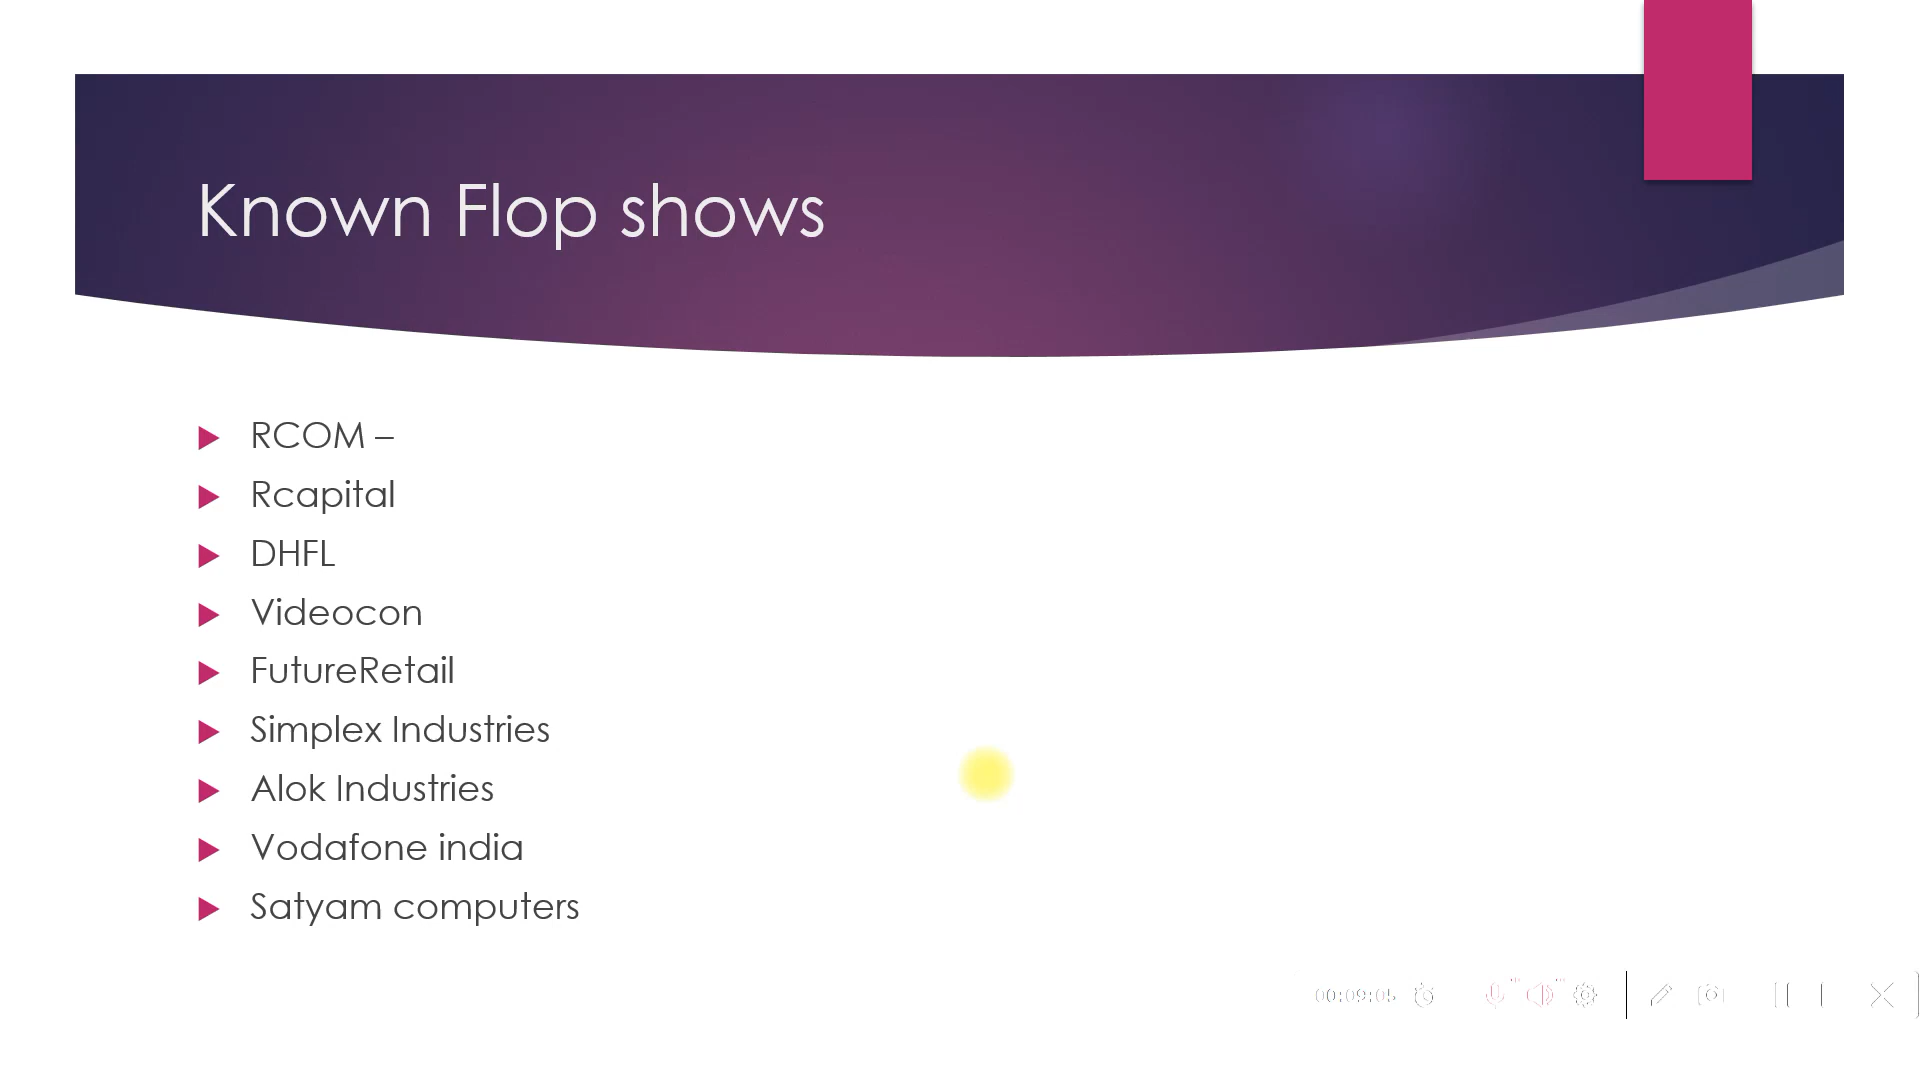 Known Flop shows
RCOM –
Rcapital
DHFL
Videocon
FutureRetail
Simplex Industries
Alok Industries
Vodafone india
Satyam computers
00:09:05